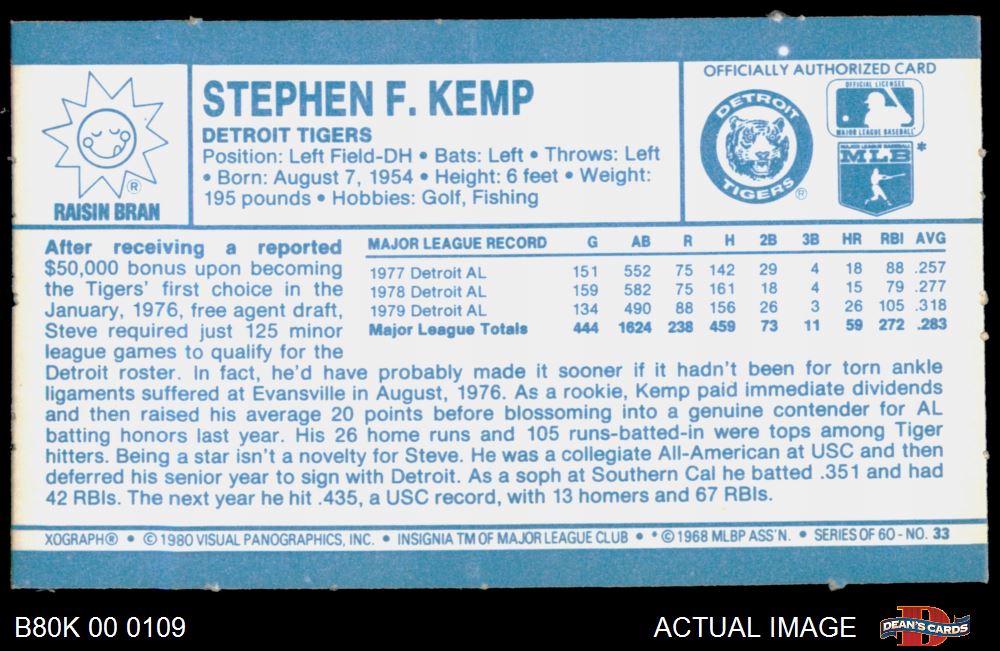 RAISIN BRAN
®
STEPHEN F. KEMP
DETROIT TIGERS
Position: Left Field-DH • Bats: Left • Throws: Left
• Born: August 7, 1954 • Height: 6 feet • Weight:
195 pounds • Hobbies: Golf, Fishing
OFFICIALLY AUTHORIZED CARD
DETROIT
TIGERS ®
OFFICIAL LICENSEE
MAJOR LEAGUE BASEBALL
MAJOR LEAGUE BASEBALL
MLB *
MAJOR LEAGUE RECORD G AB R H 2B 3B HR RBI AVG
1977 Detroit AL 151 552 75 142 29 4 18 88 .257
1978 Detroit AL 159 582 75 161 18 4 15 79 .277
1979 Detroit AL 134 490 88 156 26 3 26 105 .318
Major League Totals 444 1624 238 459 73 11 59 272 .283
After receiving a reported
$50,000 bonus upon becoming
the Tigers' first choice in the
January, 1976, free agent draft,
Steve required just 125 minor
league games to qualify for the
Detroit roster. In fact, he'd have probably made it sooner if it hadn't been for torn ankle
ligaments suffered at Evansville in August, 1976. As a rookie, Kemp paid immediate dividends
and then raised his average 20 points before blossoming into a genuine contender for AL
batting honors last year. His 26 home runs and 105 runs-batted-in were tops among Tiger
hitters. Being a star isn't a novelty for Steve. He was a collegiate All-American at USC and then
deferred his senior year to sign with Detroit. As a soph at Southern Cal he batted .351 and had
42 RBIs. The next year he hit .435, a USC record, with 13 homers and 67 RBIs.
XOGRAPH® • © 1980 VISUAL PANOGRAPHICS, INC. • INSIGNIA TM OF MAJOR LEAGUE CLUB • * © 1968 MLBP ASS'N. • SERIES OF 60 - NO. 33
B80K 00 0109
ACTUAL IMAGE
DEAN'S CARDS